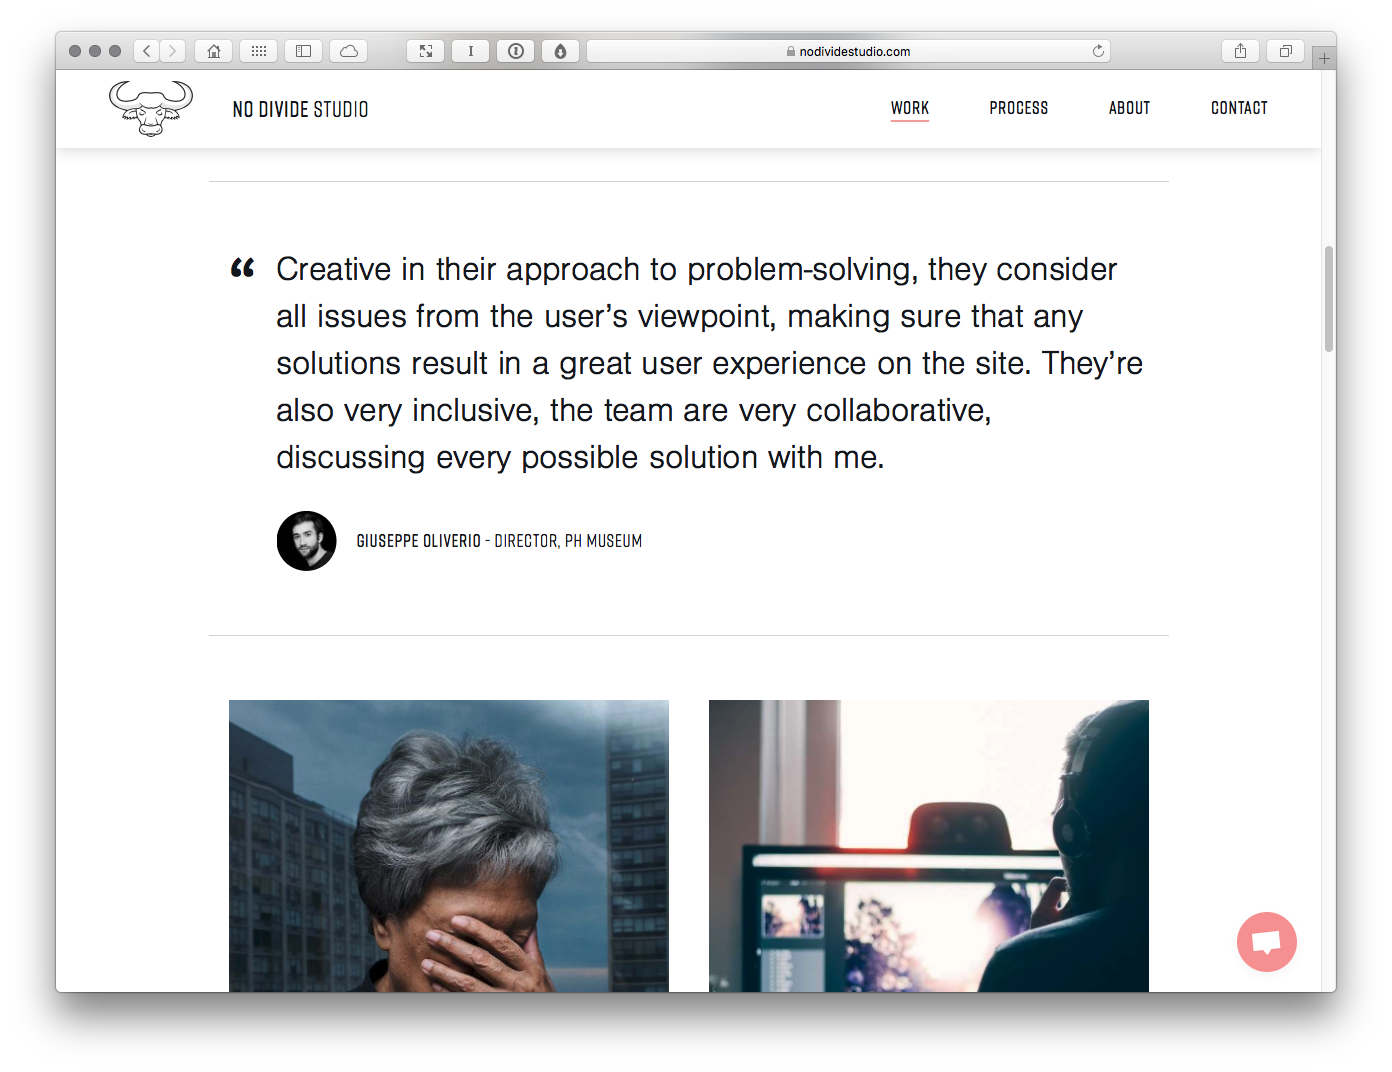 nodividestudio.com
NO DIVIDE STUDIO
WORK
PROCESS
ABOUT
CONTACT
“ Creative in their approach to problem-solving, they consider
all issues from the user’s viewpoint, making sure that any
solutions result in a great user experience on the site. They’re
also very inclusive, the team are very collaborative,
discussing every possible solution with me.
GIUSEPPE OLIVERIO - DIRECTOR, PH MUSEUM